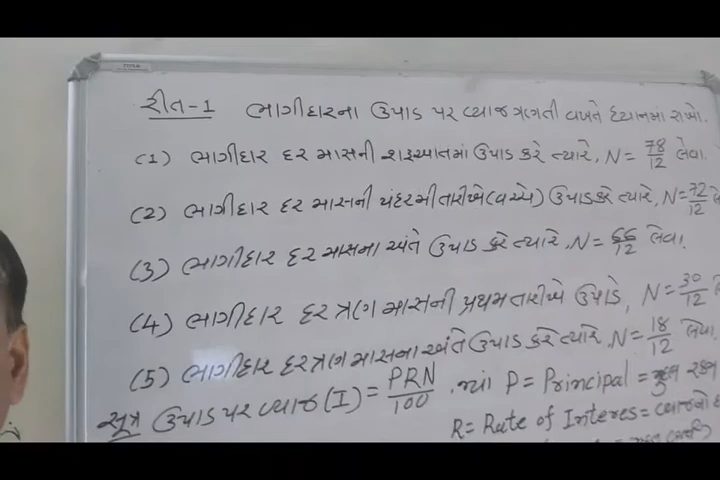 રીત-1 ભાગીદારના ઉપાડ પર વ્યાજ ગણતી વખતે ધ્યાનમાં રાખો.
(1) ભાગીદાર દર માસની શરૂઆતમાં ઉપાડ કરે ત્યારે, N = 78/12 લેવા.
(2) ભાગીદાર દર માસની પંદરમી તારીખે (વચ્ચે) ઉપાડ કરે ત્યારે, N = 72/12 લે
(3) ભાગીદાર દર માસના અંતે ઉપાડ કરે ત્યારે, N = 66/12 લેવા.
(4) ભાગીદાર દર ત્રણ માસની પ્રથમ તારીખે ઉપાડે, N = 30/12
(5) ભાગીદાર દર ત્રણ માસના અંતે ઉપાડ કરે ત્યારે, N = 18/12 લેવા
સૂત્ર ઉપાડ પર વ્યાજ (I) = PRN/100 . જ્યાં P = Principal = મુદ્દલ રકમ
R = Rate of Interes = વ્યાજનો દ